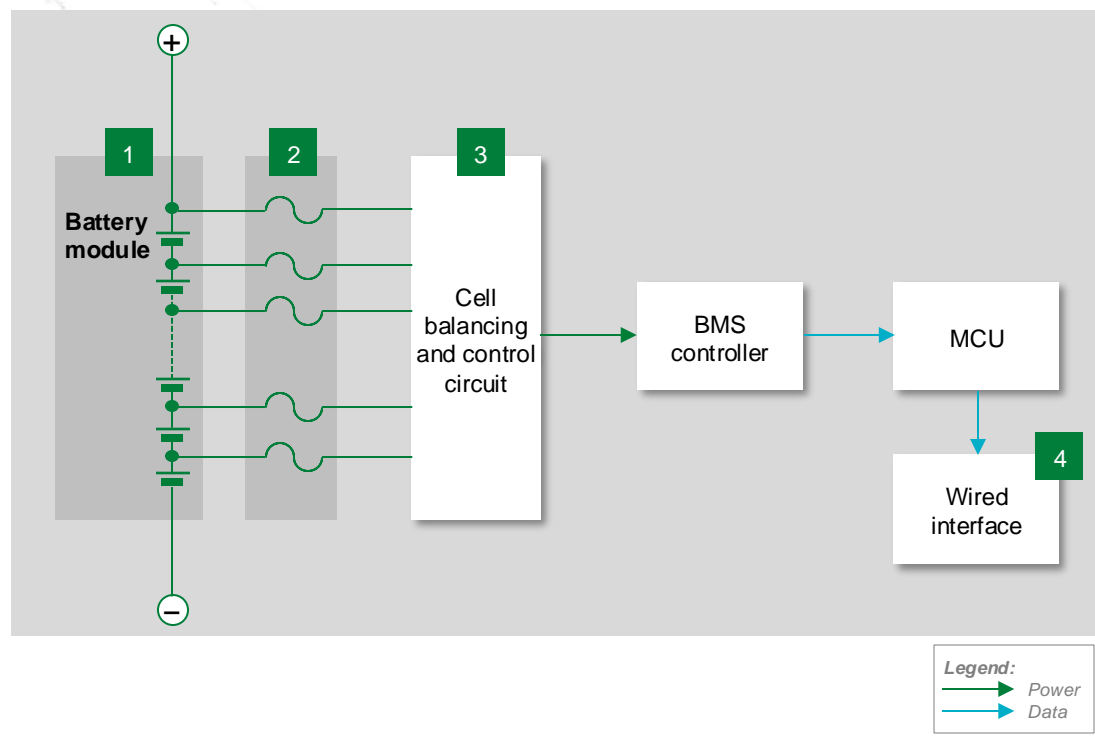 +
1
2
3
Battery
module
Cell
balancing
and control
circuit
BMS
controller
MCU
4
Wired
interface
−
Legend:
Power
Data